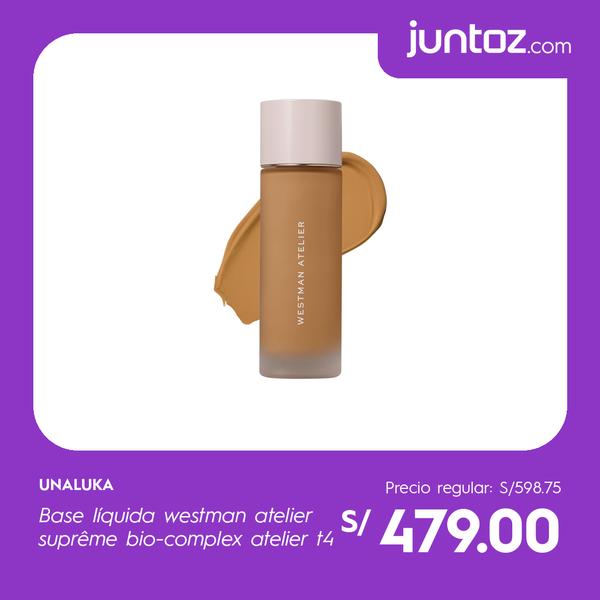 juntoz.com
WESTMAN ATELIER
UNALUKA
Base líquida westman atelier
suprême bio-complex atelier t4
Precio regular: S/598.75
S/ 479.00